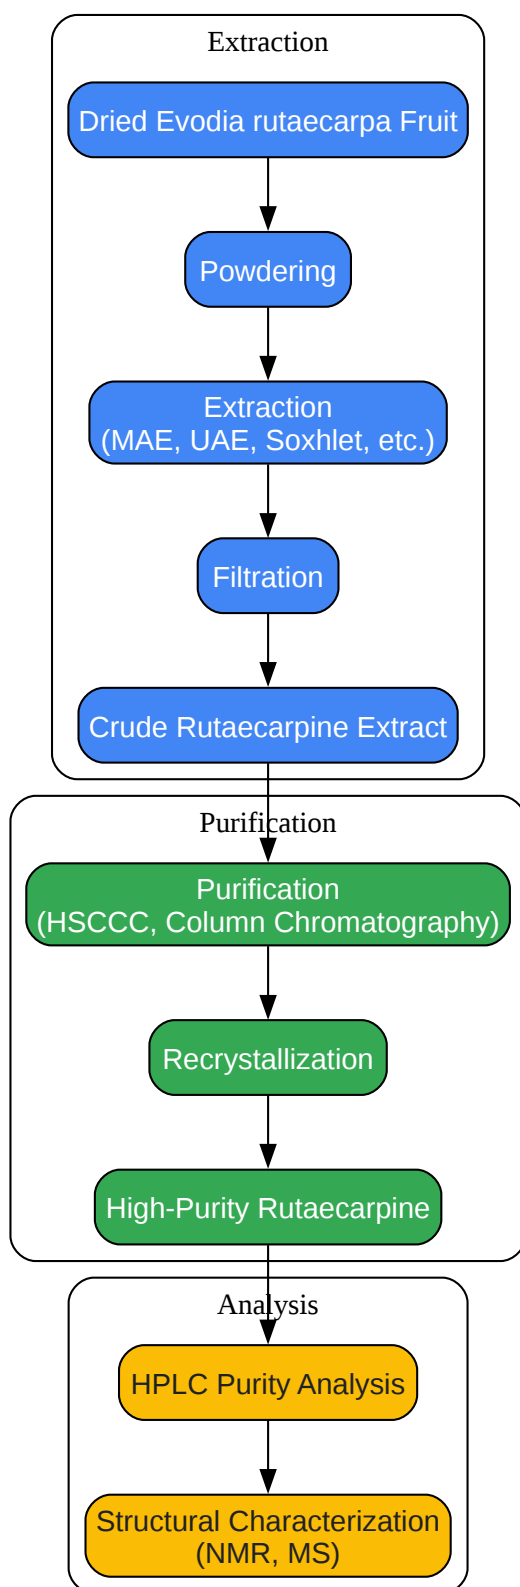 Extraction
Dried Evodia rutaecarpa Fruit
Powdering
Extraction
(MAE, UAE, Soxhlet, etc.)
Filtration
Crude Rutaecarpine Extract
Purification
Purification
(HSCCC, Column Chromatography)
Recrystallization
High-Purity Rutaecarpine
Analysis
HPLC Purity Analysis
Structural Characterization
(NMR, MS)